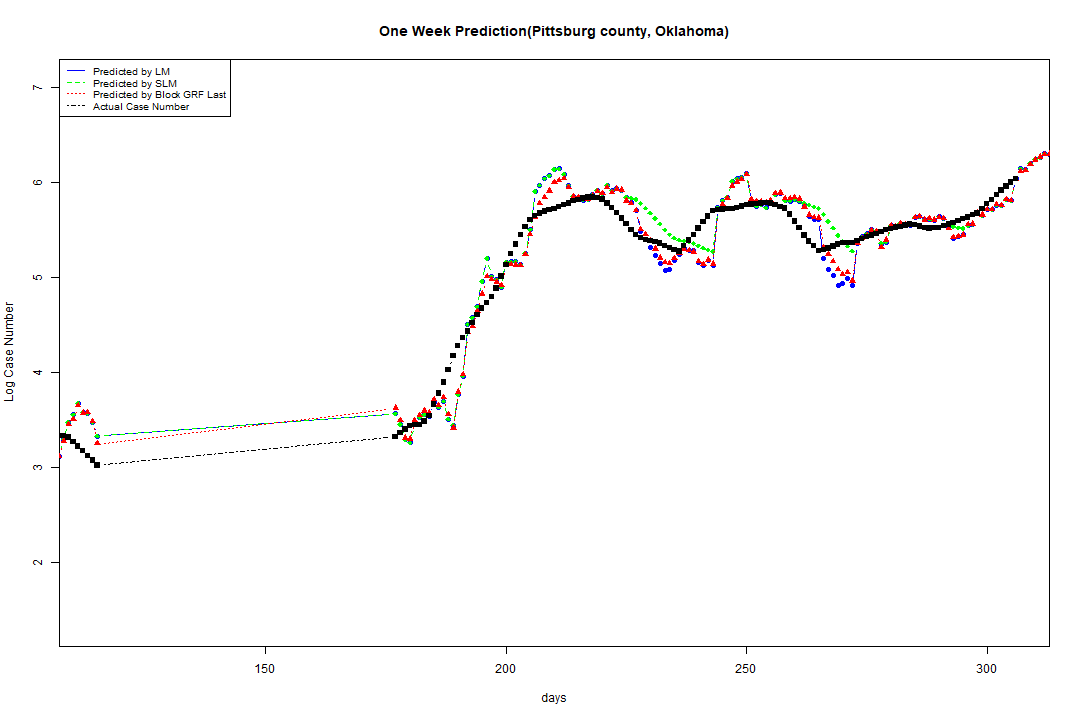 One Week Prediction(Pittsburg county, Oklahoma)
Predicted by LM
Predicted by SLM
Predicted by Block GRF Last
Actual Case Number
7
6
5
4
3
2
Log Case Number
150 200 250 300
days